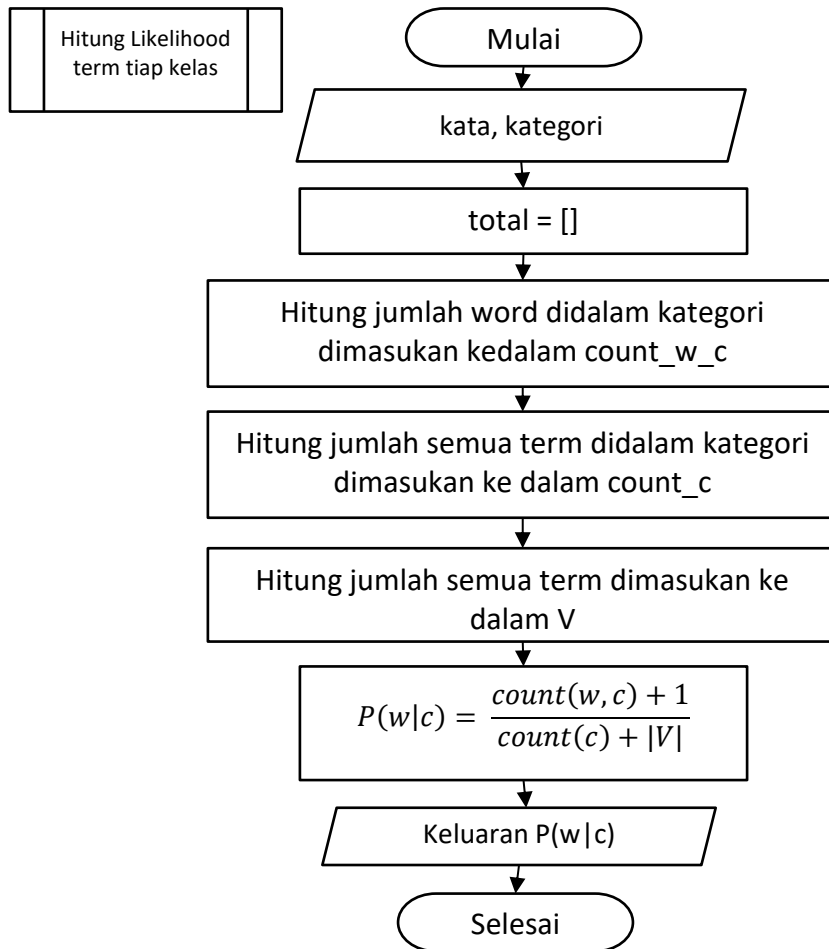 Hitung Likelihood
term tiap kelas
Mulai
kata, kategori
total = []
Hitung jumlah word didalam kategori
dimasukan kedalam count_w_c
Hitung jumlah semua term didalam kategori
dimasukan ke dalam count_c
Hitung jumlah semua term dimasukan ke
dalam V
P(w|c) = count(w, c) + 1
count(c) + |V|
Keluaran P(w|c)
Selesai